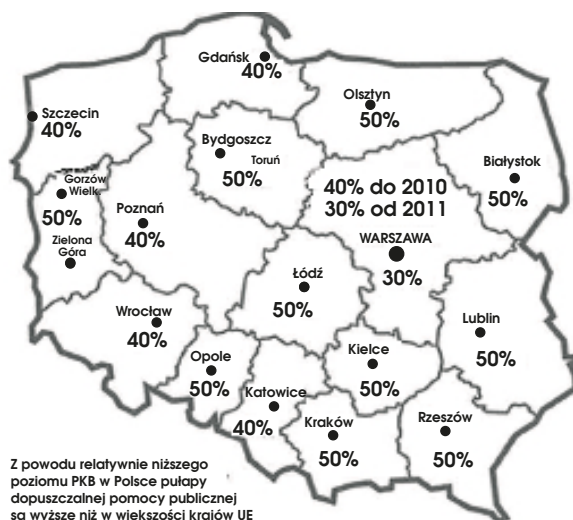 Gdańsk
40%
Olsztyn
50%
Szczecin
40%
Bydgoszcz
Toruń
50%
Białystok
50%
Gorzów
Wielk.
50%
Zielona
Góra
Poznań
40%
40% do 2010
30% od 2011
WARSZAWA
30%
Łódź
50%
Wrocław
40%
Lublin
50%
Opole
50%
Kielce
50%
Katowice
40%
Kraków
50%
Rzeszów
50%
Z powodu relatywnie niższego
poziomu PKB w Polsce pułapy
dopuszczalnej pomocy publicznej
są wyższe niż w większości krajów UE